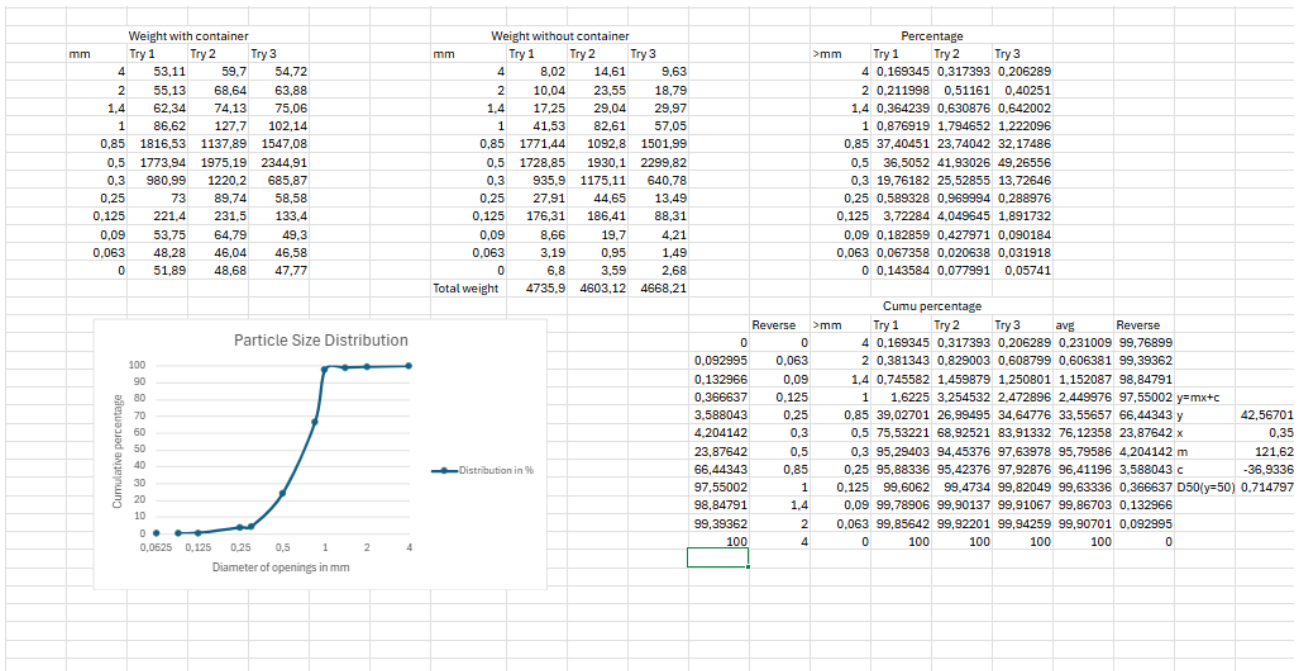 Weight with container Weight without container Percentage
mm Try 1 Try 2 Try 3 mm Try 1 Try 2 Try 3 >mm Try 1 Try 2 Try 3
4 53,11 59,7 54,72 4 8,02 14,61 9,63 4 0,169345 0,317393 0,206289
2 55,13 68,64 63,88 2 10,04 23,55 18,79 2 0,211998 0,51161 0,40251
1,4 62,34 74,13 75,06 1,4 17,25 29,04 29,97 1,4 0,364239 0,630876 0,642002
1 86,62 127,7 102,14 1 41,53 82,61 57,05 1 0,876919 1,794652 1,222096
0,85 1816,53 1137,89 1547,08 0,85 1771,44 1092,8 1501,99 0,85 37,40451 23,74042 32,17486
0,5 1773,94 1975,19 2344,91 0,5 1728,85 1930,1 2299,82 0,5 36,5052 41,93026 49,26556
0,3 980,99 1220,2 685,87 0,3 935,9 1175,11 640,78 0,3 19,76182 25,52855 13,72646
0,25 73 89,74 58,58 0,25 27,91 44,65 13,49 0,25 0,589328 0,969994 0,288976
0,125 221,4 231,5 133,4 0,125 176,31 186,41 88,31 0,125 3,72284 4,049645 1,891732
0,09 53,75 64,79 49,3 0,09 8,66 19,7 4,21 0,09 0,182859 0,427971 0,090184
0,063 48,28 46,04 46,58 0,063 3,19 0,95 1,49 0,063 0,067358 0,020638 0,031918
0 51,89 48,68 47,77 0 6,8 3,59 2,68 0 0,143584 0,077991 0,05741
Total weight 4735,9 4603,12 4668,21
Cumu percentage
Reverse >mm Try 1 Try 2 Try 3 avg Reverse
0 0 4 0,169345 0,317393 0,206289 0,231009 99,76899
0,092995 0,063 2 0,381343 0,829003 0,608799 0,606381 99,39362
0,132966 0,09 1,4 0,745582 1,459879 1,250801 1,152087 98,84791
0,366637 0,125 1 1,6225 3,254532 2,472896 2,449976 97,55002 y=mx+c
3,588043 0,25 0,85 39,02701 26,99495 34,64776 33,55657 66,44343 y 42,56701
4,204142 0,3 0,5 75,53221 68,92521 83,91332 76,12358 23,87642 x 0,35
23,87642 0,5 0,3 95,29403 94,45376 97,63978 95,79586 4,204142 m 121,62
66,44343 0,85 0,25 95,88336 95,42376 97,92876 96,41196 3,588043 c -36,9336
97,55002 1 0,125 99,6062 99,4734 99,82049 99,63336 0,366637 D50(y=50) 0,714797
98,84791 1,4 0,09 99,78906 99,90137 99,91067 99,86703 0,132966
99,39362 2 0,063 99,85642 99,92201 99,94259 99,90701 0,092995
100 4 0 100 100 100 100 0
Particle Size Distribution
Cumulative percentage
100
90
80
70
60
50
40
30
20
10
0
0,0625 0,125 0,25 0,5 1 2 4
Diameter of openings in mm
Distribution in %